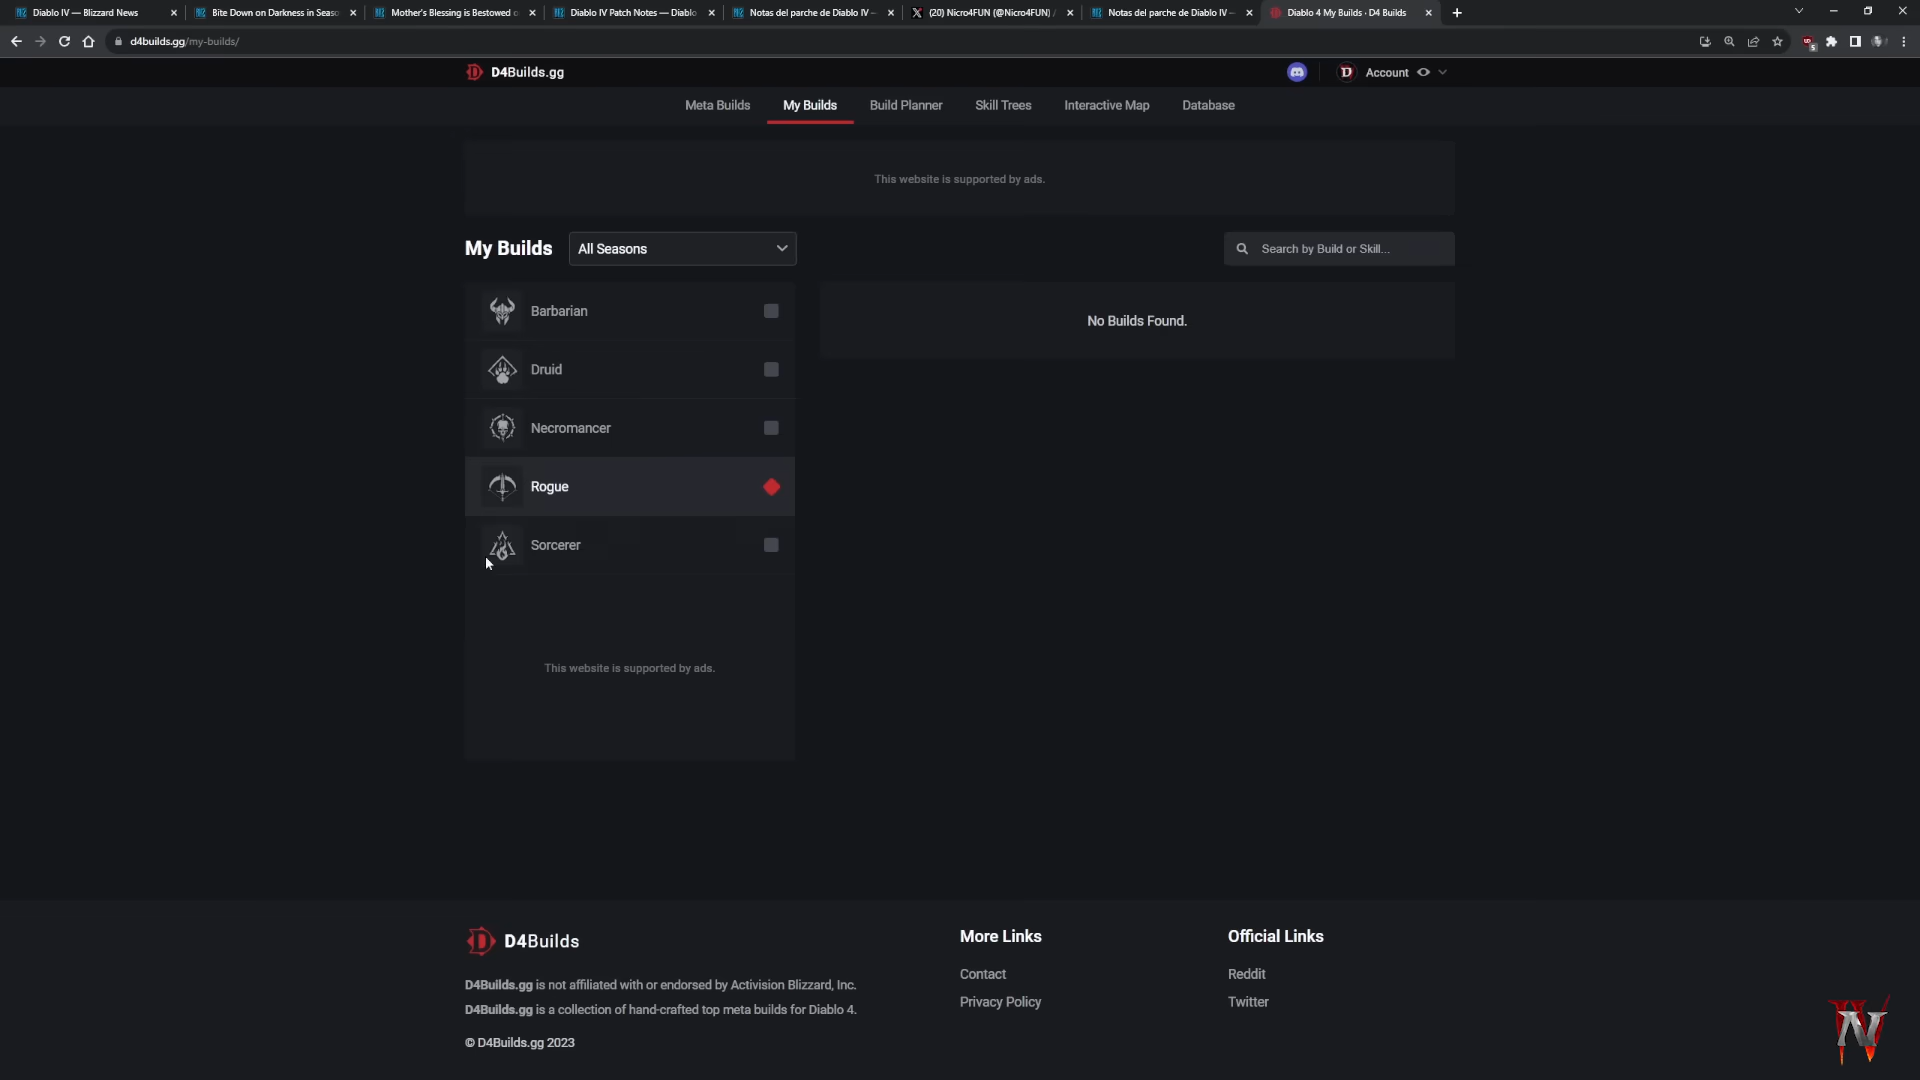 Diablo IV — Blizzard News
Bite Down on Darkness in Seaso
Mother's Blessing is Bestowed o
Diablo IV Patch Notes — Diablo
Notas del parche de Diablo IV –
(20) Nicro4FUN (@Nicro4FUN) /
Notas del parche de Diablo IV –
Diablo 4 My Builds · D4 Builds
d4builds.gg/my-builds/
D4Builds.gg
Account
Meta Builds
My Builds
Build Planner
Skill Trees
Interactive Map
Database
This website is supported by ads.
My Builds
All Seasons
Search by Build or Skill...
Barbarian
Druid
Necromancer
Rogue
Sorcerer
No Builds Found.
This website is supported by ads.
D4Builds
D4Builds.gg is not affiliated with or endorsed by Activision Blizzard, Inc.
D4Builds.gg is a collection of hand-crafted top meta builds for Diablo 4.
© D4Builds.gg 2023
More Links
Contact
Privacy Policy
Official Links
Reddit
Twitter